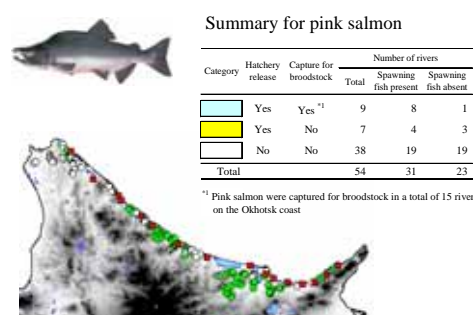 Summary for pink salmon
Category Hatchery release Capture for broodstock Number of rivers
Total Spawning fish present Spawning fish absent
Yes Yes *1 9 8 1
Yes No 7 4 3
No No 38 19 19
Total 54 31 23
*1 Pink salmon were captured for broodstock in a total of 15 river
on the Okhotsk coast